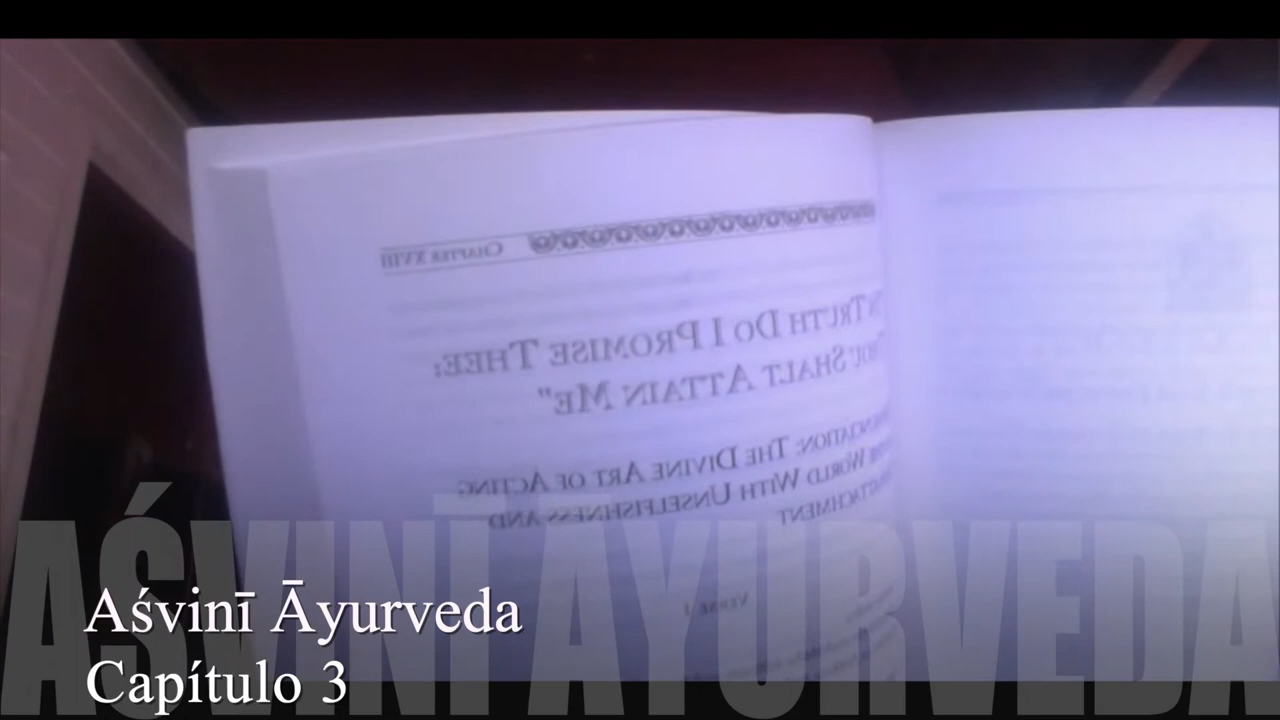 CHAPTER XVIII
TRUTH DO I PROMISE THEE:
SHALT ATTAIN ME"
THE DIVINE ART OF ACTING
WORLD WITH UNSELFISHNESS AND
VERSE 1
AŚVINĪ ĀYURVEDA
Aśvinī Āyurveda
Capítulo 3